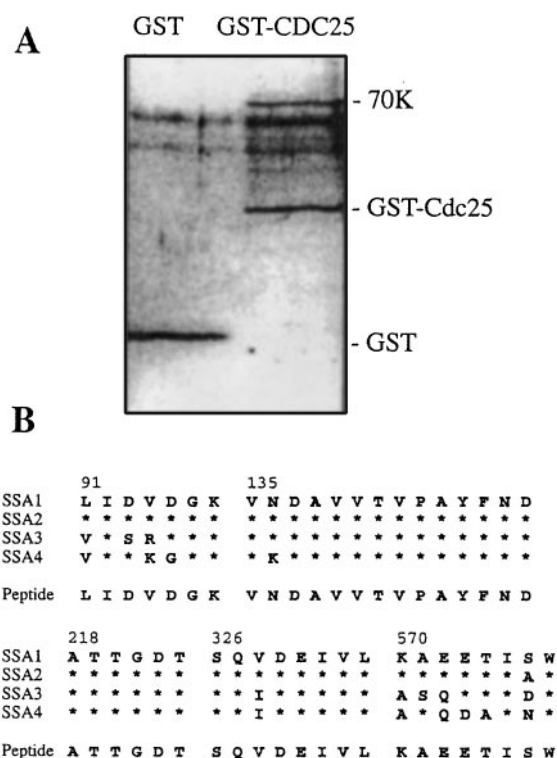 GST GST-CDC25
A
- 70K
- GST-Cdc25
- GST
B
91 135
SSA1 L I D V D G K V N D A V V T V P A Y F N D
SSA2 * * * * * * * * * * * * * * * * * * * * *
SSA3 V * S R * * * * * * * * * * * * * * * * *
SSA4 V * * K G * * * K * * * * * * * * * * * *
Peptide L I D V D G K V N D A V V T V P A Y F N D
218 326 570
SSA1 A T T G D T S Q V D E I V L K A E E T I S W
SSA2 * * * * * * * * * * * * * * * * * * * * A *
SSA3 * * * * * * * * I * * * * * A S Q * * * D *
SSA4 * * * * * * * * I * * * * * A * Q D A * N *
Peptide A T T G D T S Q V D E I V L K A E E T I S W